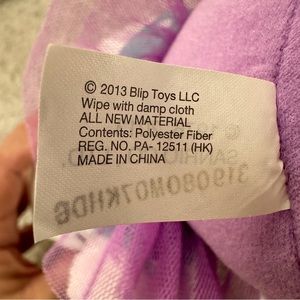 © 2013 Blip Toys LLC
Wipe with damp cloth
ALL NEW MATERIAL
Contents: Polyester Fiber
REG. NO. PA- 12511 (HK)
MADE IN CHINA
319080M07KHDG